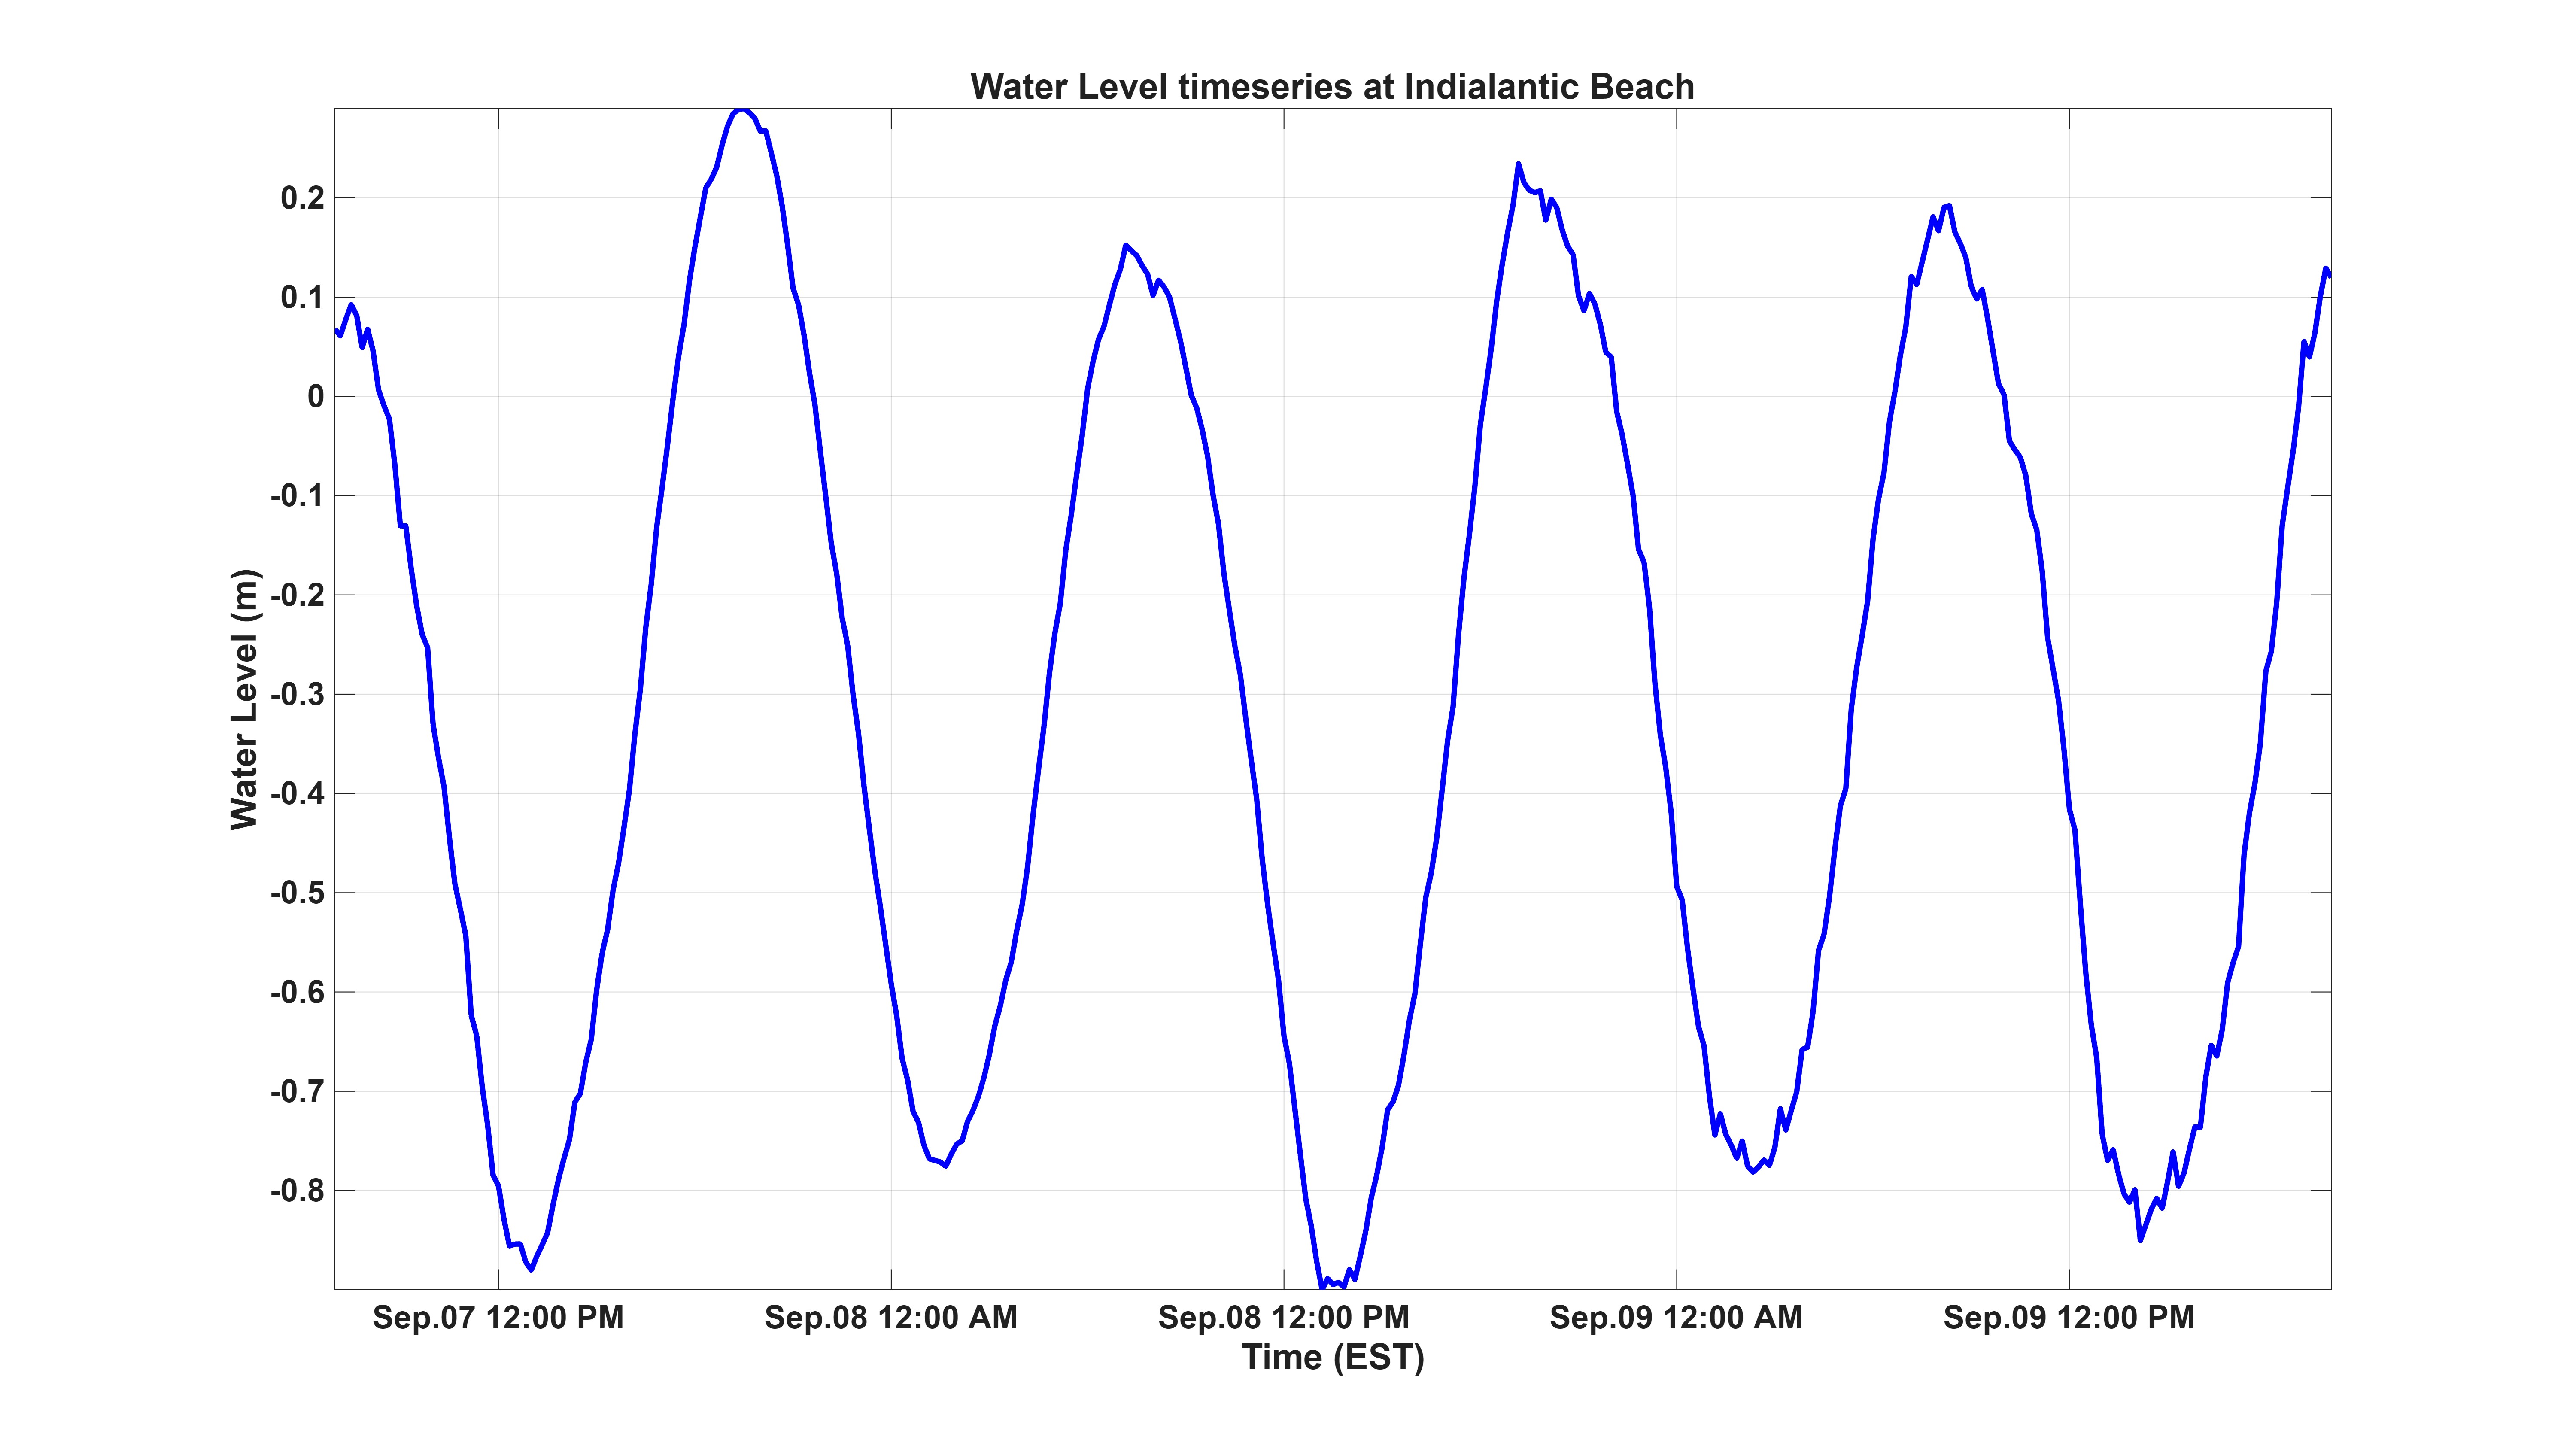 Water Level timeseries at Indialantic Beach
0.2
0.1
0
-0.1
-0.2
-0.3
-0.4
-0.5
-0.6
-0.7
-0.8
Water Level (m)
Sep.07 12:00 PM
Sep.08 12:00 AM
Sep.08 12:00 PM
Sep.09 12:00 AM
Sep.09 12:00 PM
Time (EST)